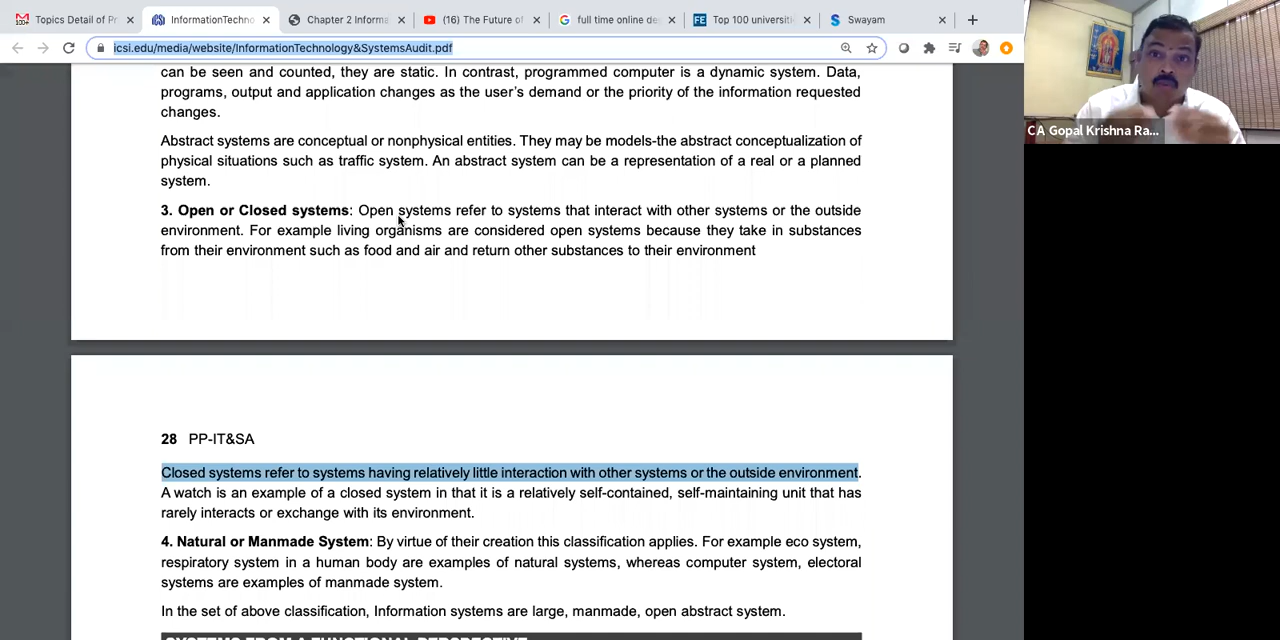 Topics Detail of Pr
InformationTechno
Chapter 2 Informa
(16) The Future of
full time online de
Top 100 universiti
Swayam
icsi.edu/media/website/InformationTechnology&SystemsAudit.pdf
can be seen and counted, they are static. In contrast, programmed computer is a dynamic system. Data,
programs, output and application changes as the user's demand or the priority of the information requested
changes.
Abstract systems are conceptual or nonphysical entities. They may be models-the abstract conceptualization of
physical situations such as traffic system. An abstract system can be a representation of a real or a planned
system.
3. Open or Closed systems: Open systems refer to systems that interact with other systems or the outside
environment. For example living organisms are considered open systems because they take in substances
from their environment such as food and air and return other substances to their environment
28 PP-IT&SA
Closed systems refer to systems having relatively little interaction with other systems or the outside environment.
A watch is an example of a closed system in that it is a relatively self-contained, self-maintaining unit that has
rarely interacts or exchange with its environment.
4. Natural or Manmade System: By virtue of their creation this classification applies. For example eco system,
respiratory system in a human body are examples of natural systems, whereas computer system, electoral
systems are examples of manmade system.
In the set of above classification, Information systems are large, manmade, open abstract system.
SYSTEMS FROM A FUNCTIONAL PERSPECTIVE
C A Gopal Krishna Ra...